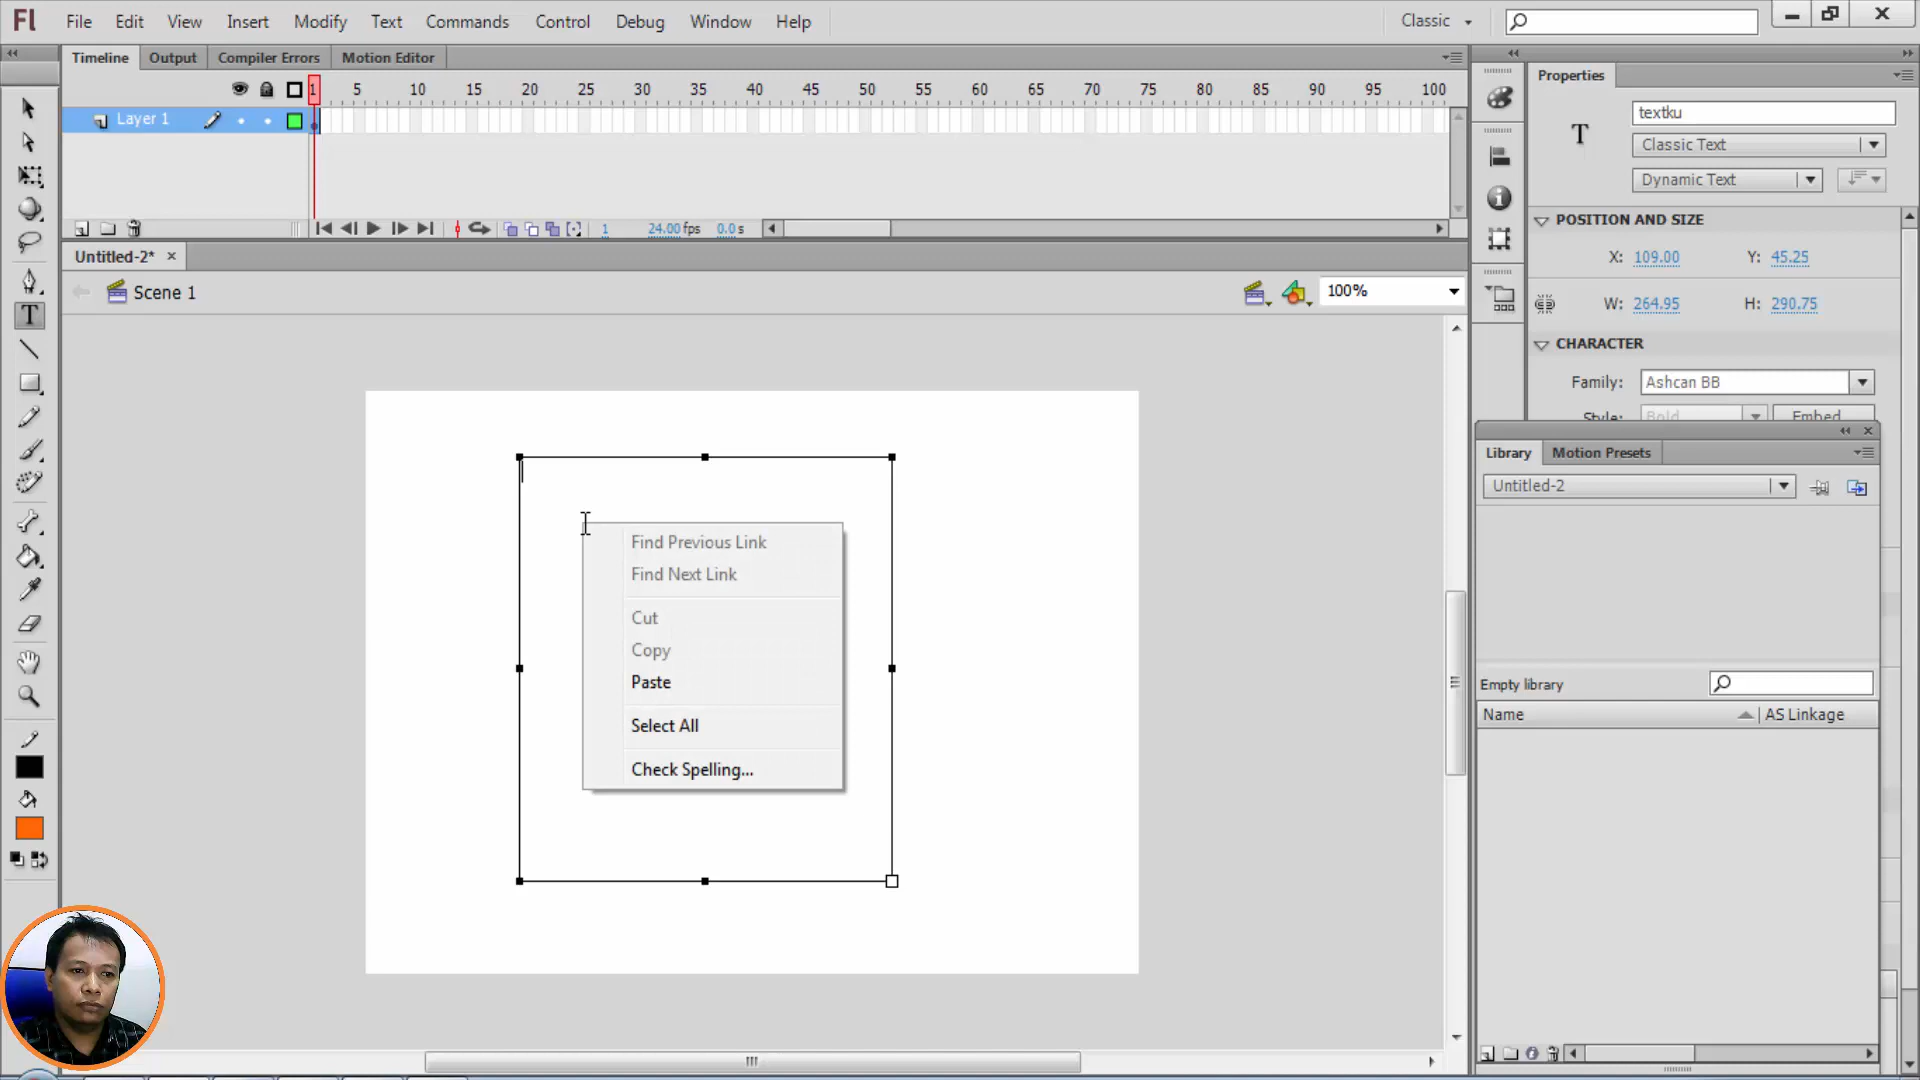 Fl File Edit View Insert Modify Text Commands Control Debug Window Help Classic
Timeline Output Compiler Errors Motion Editor
1 5 10 15 20 25 30 35 40 45 50 55 60 65 70 75 80 85 90 95 100
Layer 1
1 24.00 fps 0.0 s
Untitled-2*
Scene 1 100%
Find Previous Link
Find Next Link
Cut
Copy
Paste
Select All
Check Spelling...
Properties
T textku
Classic Text
Dynamic Text
POSITION AND SIZE
X: 109.00 Y: 45.25
W: 264.95 H: 290.75
CHARACTER
Family: Ashcan BB
Style: Bold Embed
Library Motion Presets
Untitled-2
Empty library
Name AS Linkage